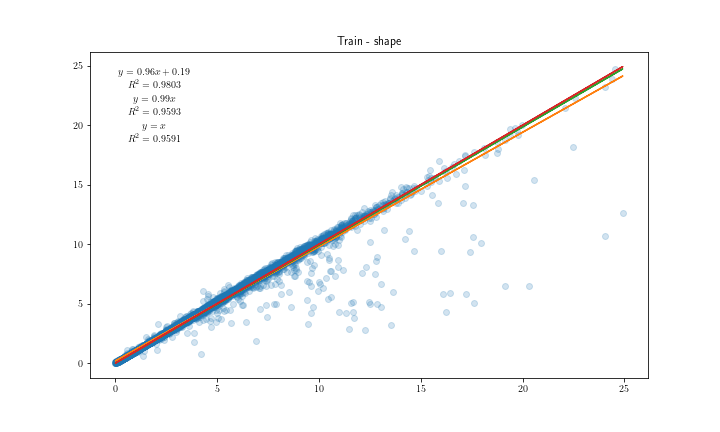 Train - shape
y = 0.96x + 0.19
R² = 0.9803
y = 0.99x
R² = 0.9593
y = x
R² = 0.9591
25
20
15
10
5
0
0 5 10 15 20 25